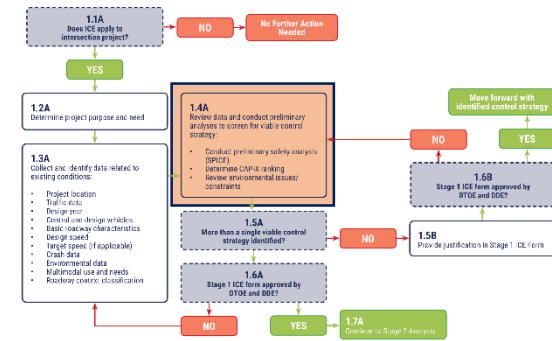 1.1A
Does ICE apply to
intersection project?
NO
No Further Action
Needed
YES
1.2A
Determine project purpose and need
1.3A
Collect and identify data related to
existing conditions:
• Project location
• Traffic data
• Design year
• Control and design vehicles
• Basic roadway characteristics
• Design speed
• Target speed (if applicable)
• Crash data
• Environmental data
• Multimodal use and needs
• Roadway context classification
1.4A
Review data and conduct preliminary
analyses to screen for viable control
strategy:
• Conduct preliminary safety analysis
(SPICE)
• Determine CAP-X ranking
• Review environmental issues/
constraints
1.5A
More than a single viable control
strategy identified?
NO
1.6A
Stage 1 ICE form approved by
DTOE and DDE?
NO
YES
1.7A
Continue to Stage 2 Analysis
Move forward with
identified control strategy
NO
YES
1.6B
Stage 1 ICE form approved by
DTOE and DDE?
1.5B
Provide justification in Stage 1 ICE Form